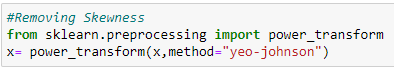 #Removing Skewness
from sklearn.preprocessing import power_transform
x= power_transform(x,method="yeo-johnson")